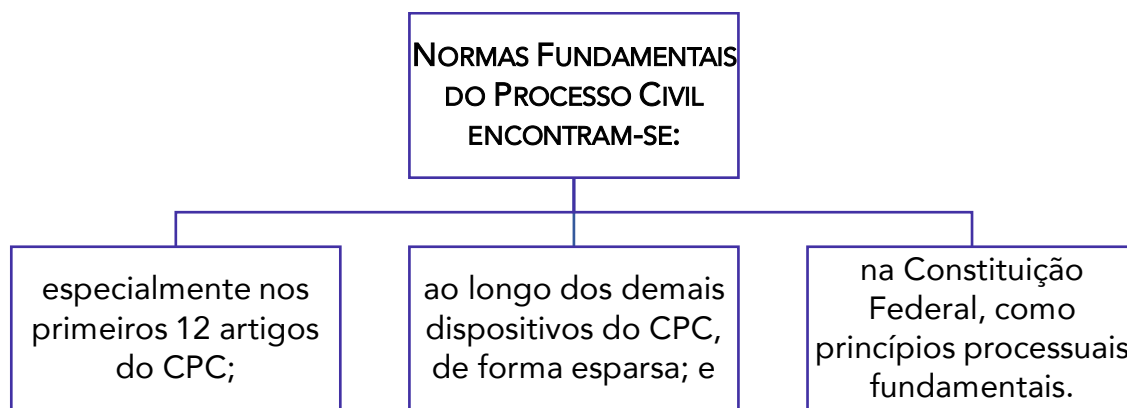 NORMAS FUNDAMENTAIS
DO PROCESSO CIVIL
ENCONTRAM-SE:
especialmente nos
primeiros 12 artigos
do CPC;
ao longo dos demais
dispositivos do CPC,
de forma esparsa; e
na Constituição
Federal, como
princípios processuais
fundamentais.